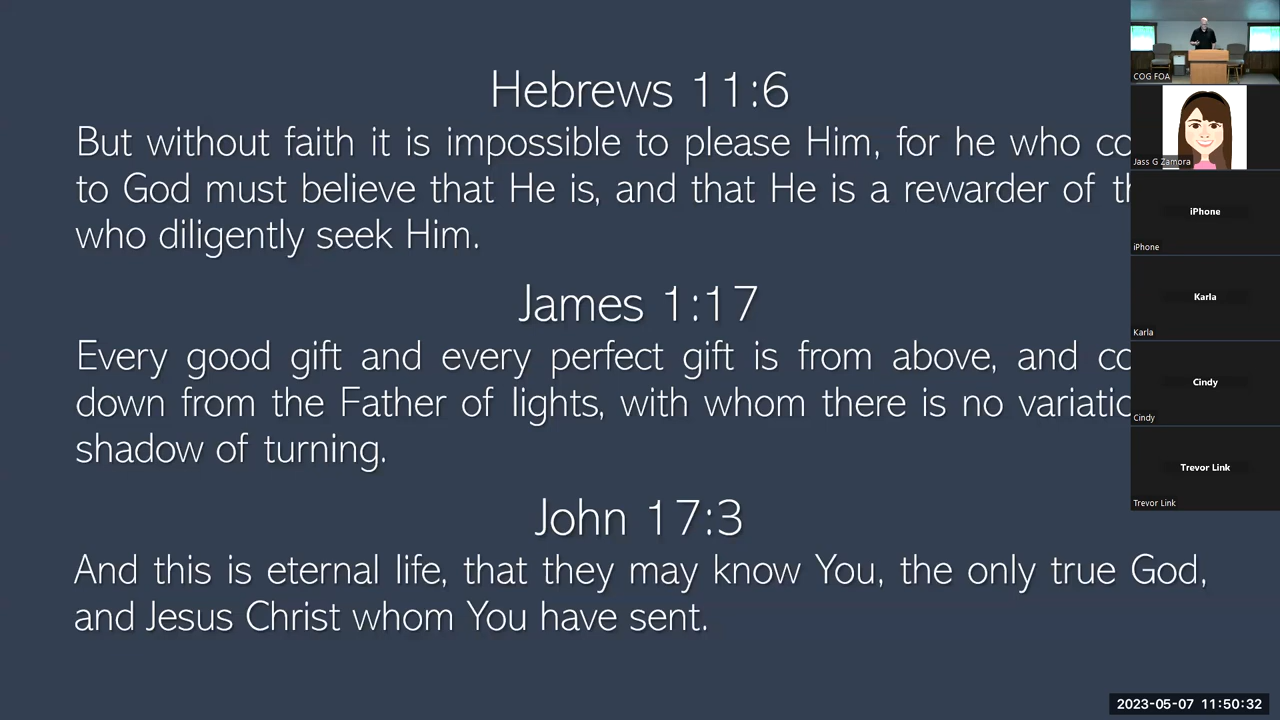 Hebrews 11:6
But without faith it is impossible to please Him, for he who
to God must believe that He is, and that He is a rewarder of
who diligently seek Him.
James 1:17
Every good gift and every perfect gift is from above, and
down from the Father of lights, with whom there is no
shadow of turning.
John 17:3
And this is eternal life, that they may know You, the only true God,
and Jesus Christ whom You have sent.
COG FOA
Jass G Zamora
iPhone
iPhone
Karla
Karla
Cindy
Cindy
Trevor Link
Trevor Link
2023-05-07 11:50:32